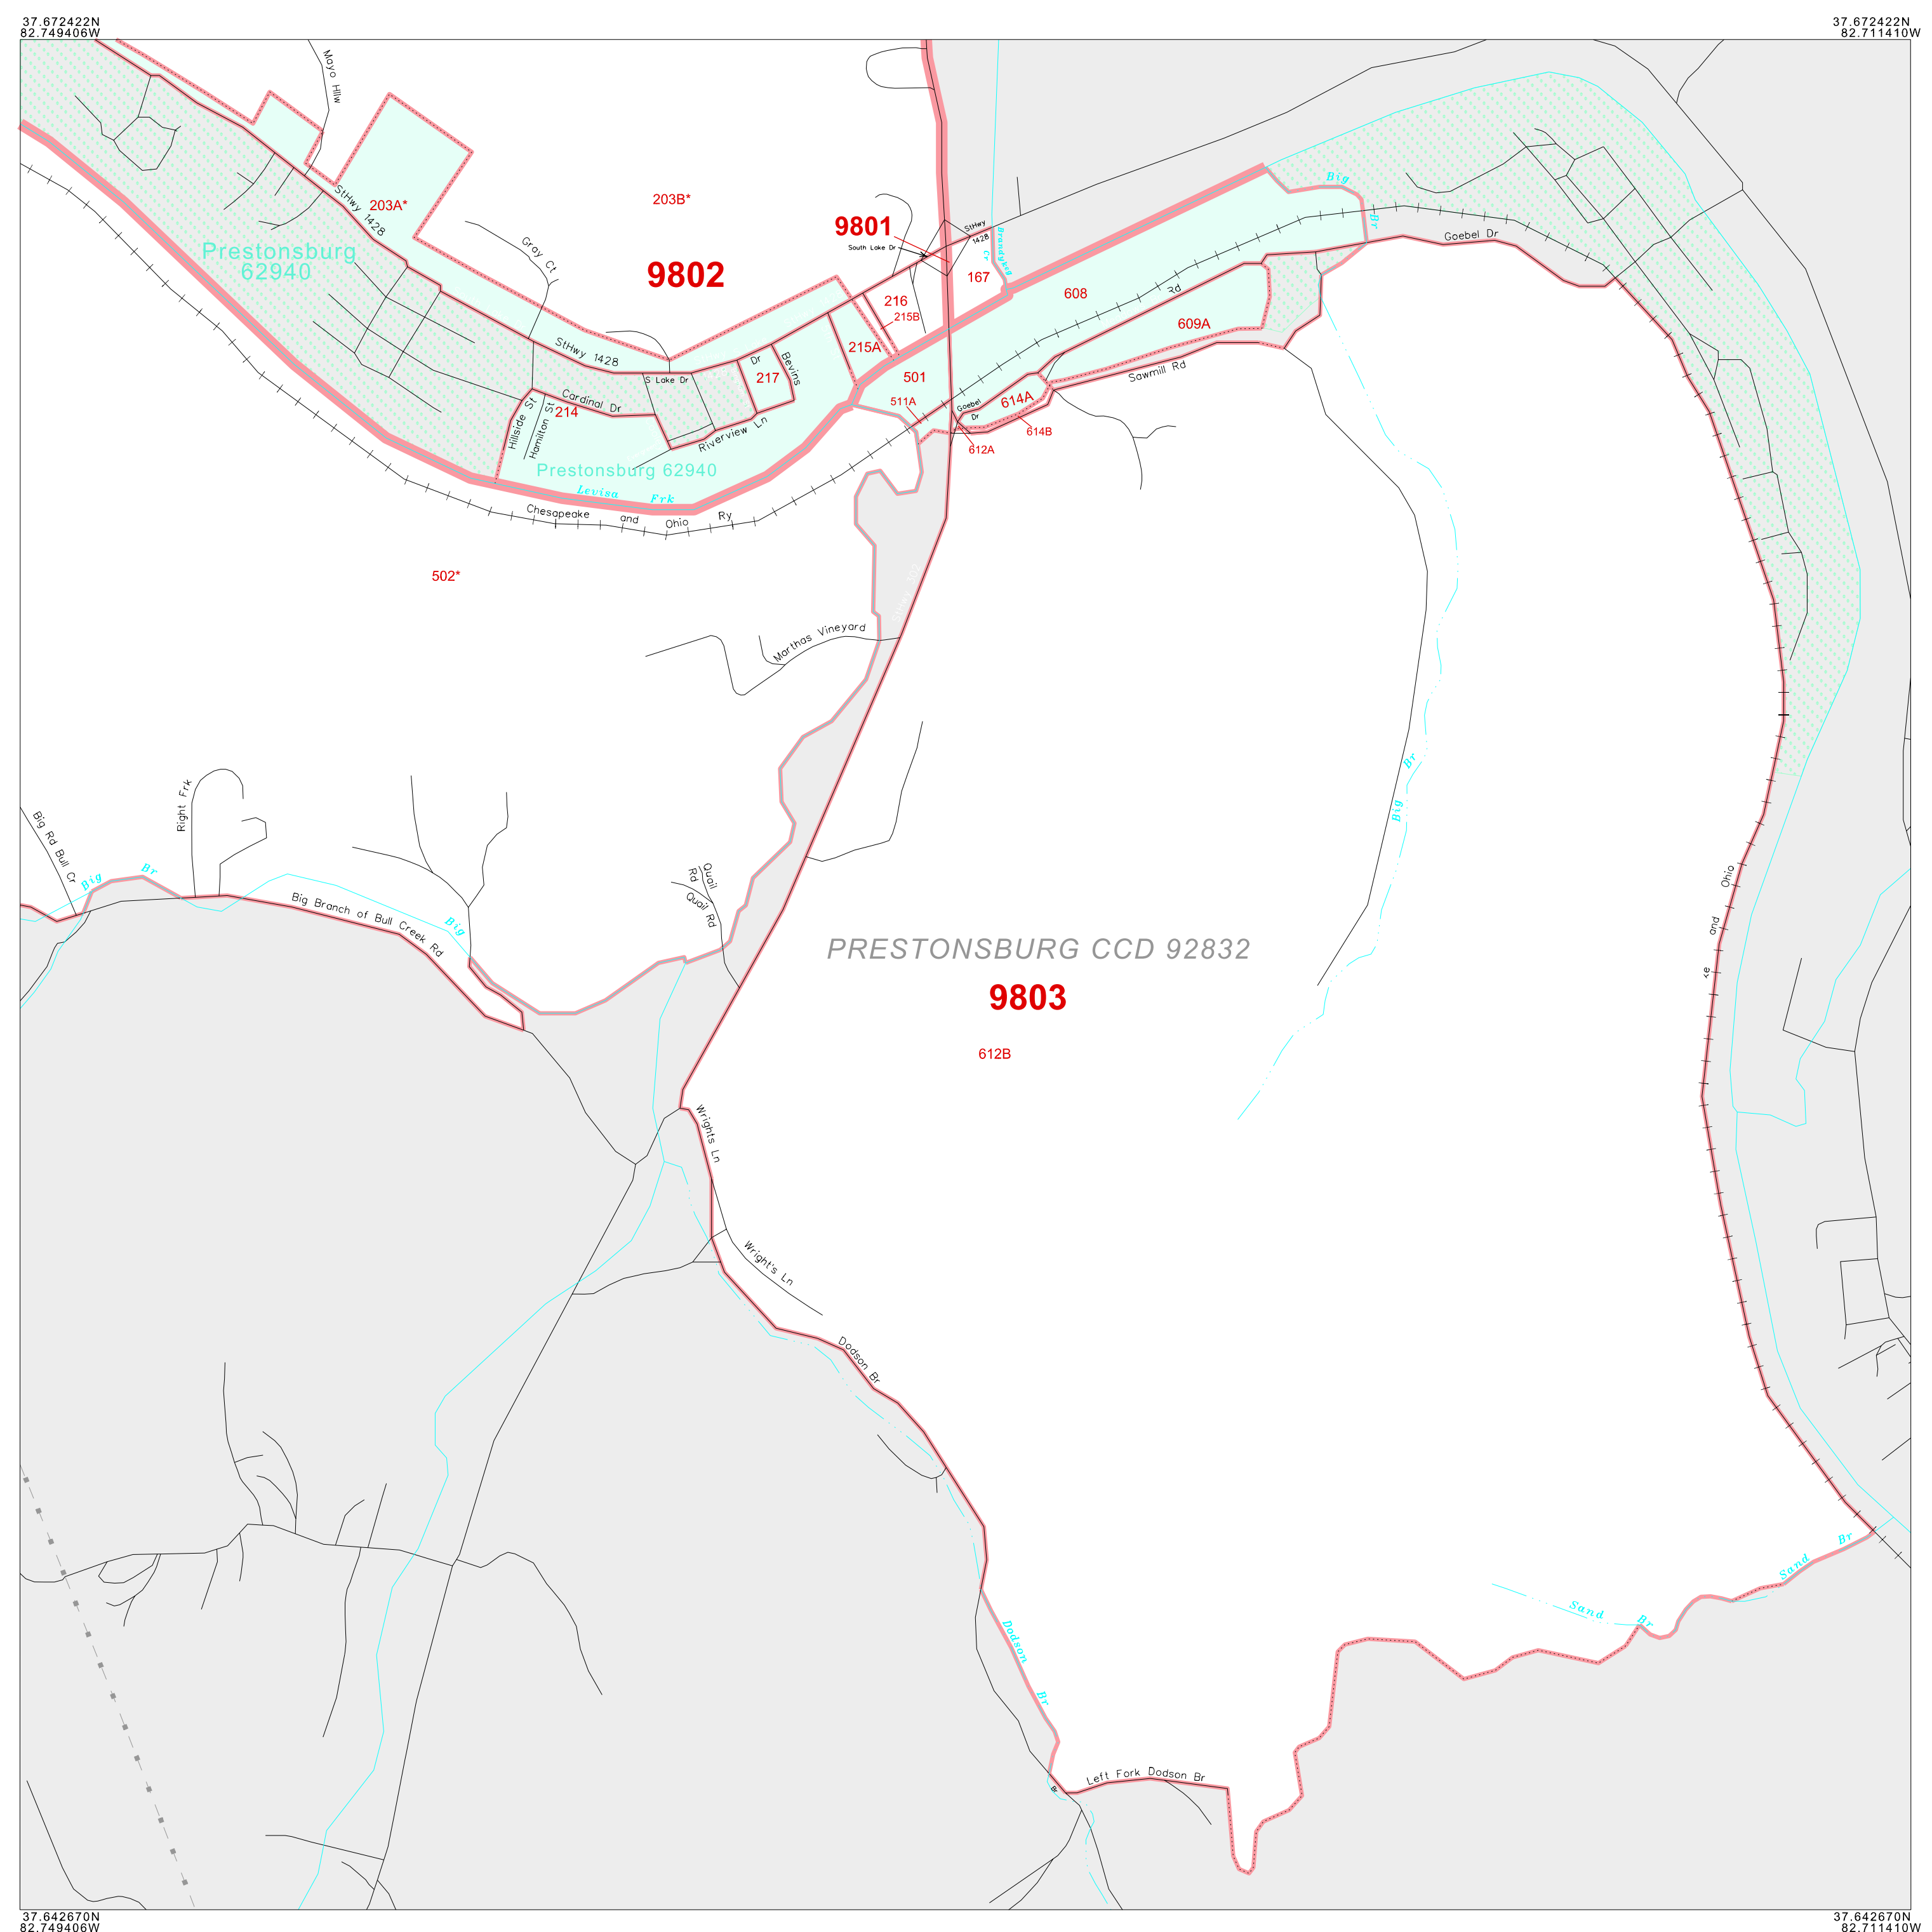 37.672422N
82.749406W
37.672422N
82.711410W
Mayo Hllw
StHwy 1428
203A*
203B*
Prestonsburg
62940
Gray Ct
9802
9801
South Lake Dr
StHwy
1428
Brandykg
Cr
167
Big
Br
Goebel Dr
608
Rd
609A
216
215B
215A
StHwy 1428
S Lake Dr
Dr
Bevins
217
501
511A
Goebel
Dr
614A
Sawmill Rd
614B
612A
Cardinal Dr
214
Hillside St
Hamilton St
Riverview Ln
Prestonsburg 62940
Levisa Frk
Chesapeake and Ohio Ry
502*
Marthas Vineyard
Big Br
Right Frk
Big Rd Bull Cr
Big Br
Big Branch of Bull Creek Rd
Big
Quail
Rd
Quail Rd
Ohio
and
PRESTONSBURG CCD 92832
9803
612B
Wrights Ln
Wright's Ln
Dodson Br
Sand Br
Sand Br
Dodson Br
Br
Left Fork Dodson Br
37.642670N
82.749406W
37.642670N
82.711410W